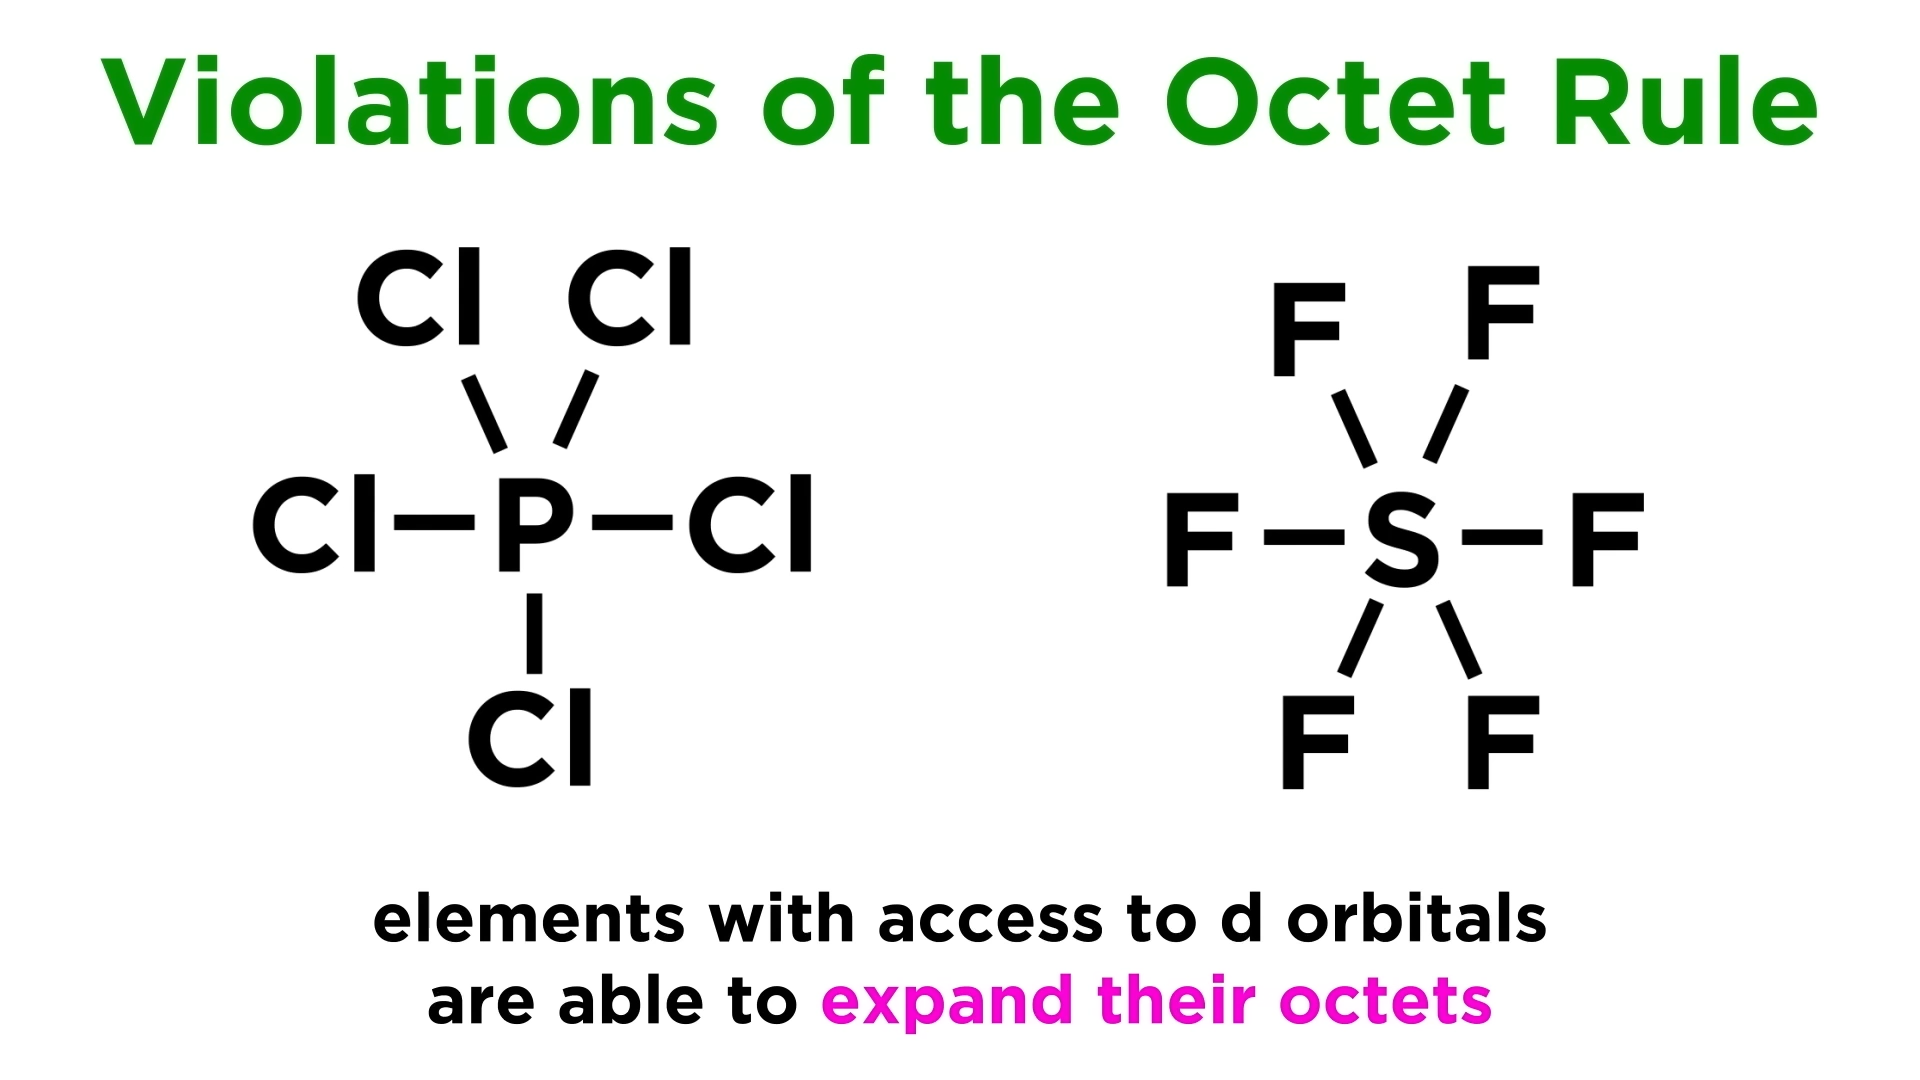 Violations of the Octet Rule
Cl Cl
Cl P Cl
Cl
F F
F S F
F F
elements with access to d orbitals
are able to expand their octets